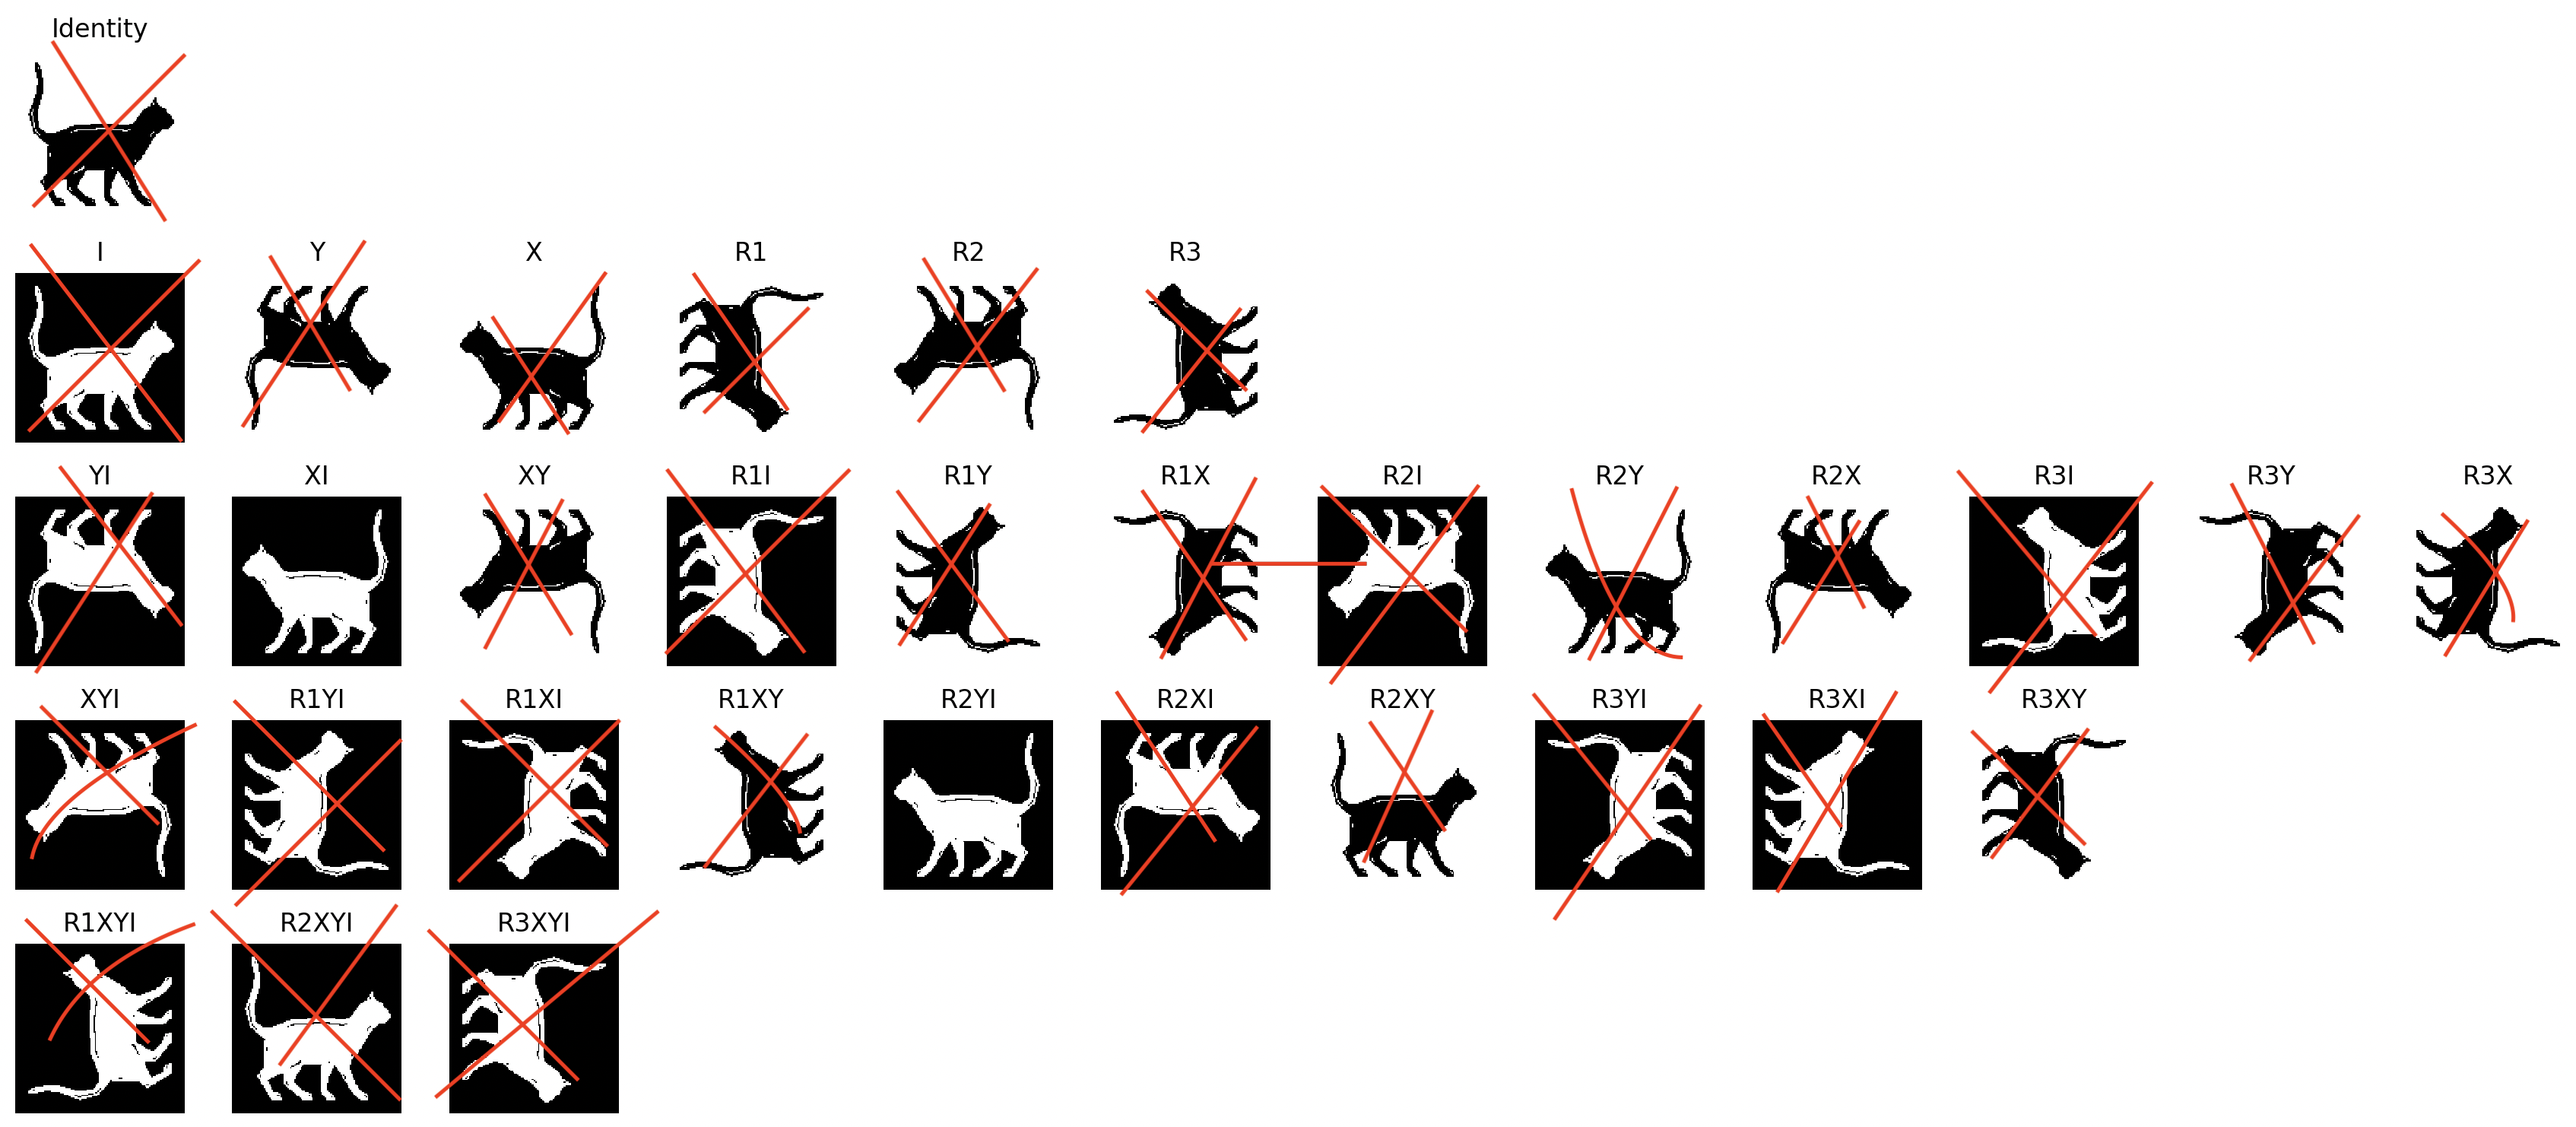 Identity
I Y X R1 R2 R3
YI XI XY R1I R1Y R1X R2I R2Y R2X R3I R3Y R3X
XYI R1YI R1XI R1XY R2YI R2XI R2XY R3YI R3XI R3XY
R1XYI R2XYI R3XYI